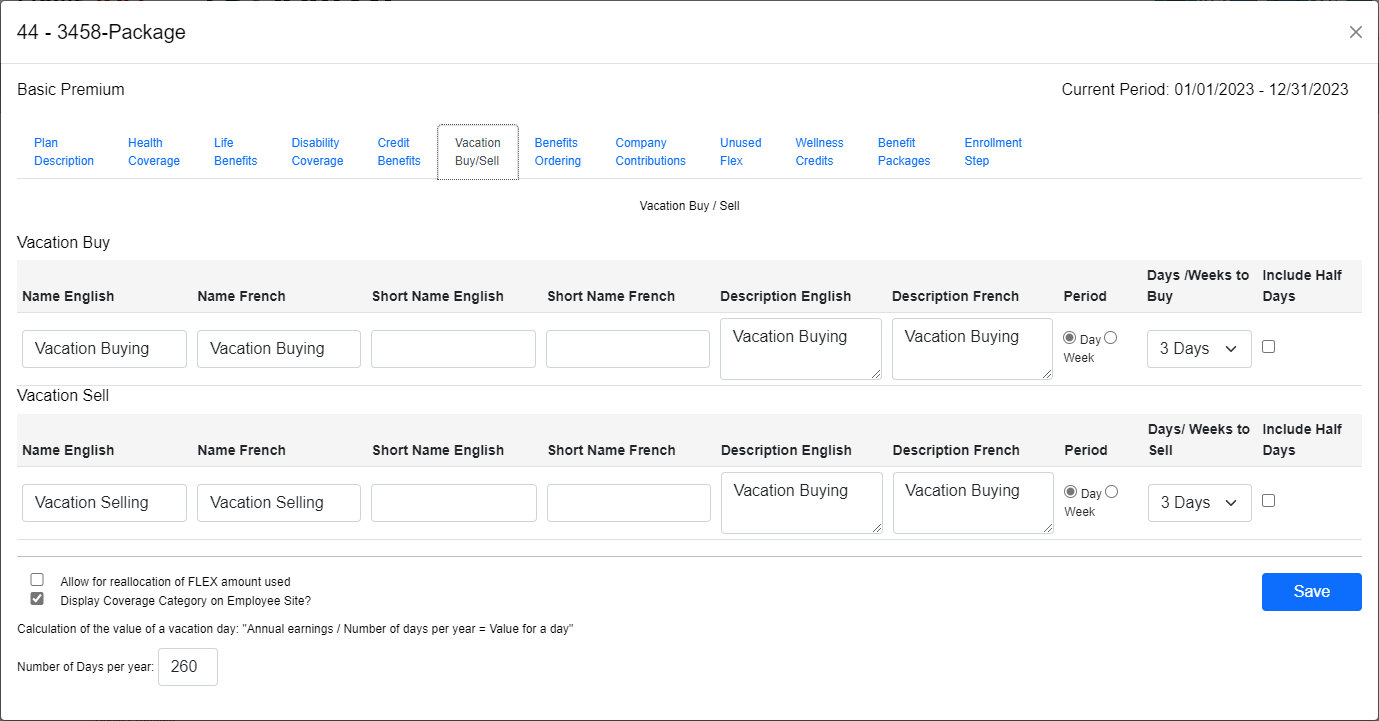 44 - 3458-Package
Basic Premium
Current Period: 01/01/2023 - 12/31/2023
Plan Description
Health Coverage
Life Benefits
Disability Coverage
Credit Benefits
Vacation Buy/Sell
Benefits Ordering
Company Contributions
Unused Flex
Wellness Credits
Benefit Packages
Enrollment Step
Vacation Buy / Sell
Vacation Buy
Name English Name French Short Name English Short Name French Description English Description French Period Days /Weeks to Buy Include Half Days
Vacation Buying Vacation Buying Vacation Buying Vacation Buying Day Week 3 Days
Vacation Sell
Name English Name French Short Name English Short Name French Description English Description French Period Days/ Weeks to Sell Include Half Days
Vacation Selling Vacation Selling Vacation Buying Vacation Buying Day Week 3 Days
Allow for reallocation of FLEX amount used
Display Coverage Category on Employee Site?
Save
Calculation of the value of a vacation day: "Annual earnings / Number of days per year = Value for a day"
Number of Days per year: 260